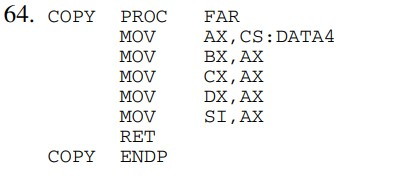 64. COPY PROC FAR
MOV AX,CS:DATA4
MOV BX,AX
MOV CX,AX
MOV DX,AX
MOV SI,AX
RET
COPY ENDP